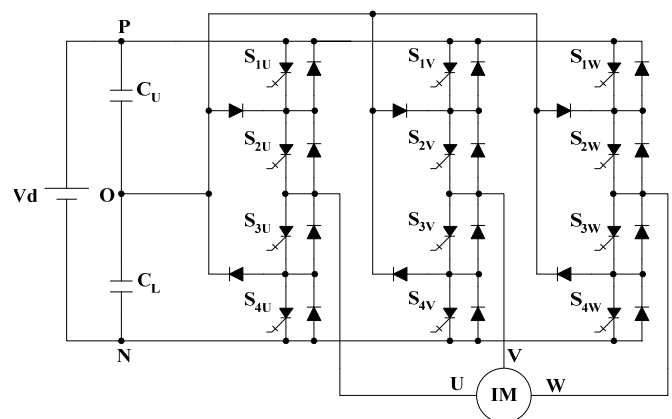 P
S1U
S1V
S1W
CU
S2U
S2V
S2W
Vd
O
S3U
S3V
S3W
CL
S4U
S4V
S4W
N
V
U
IM
W